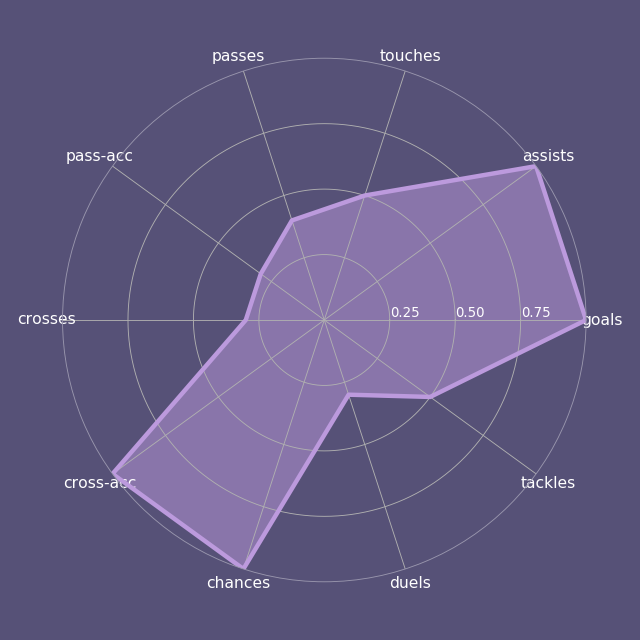 passes
touches
pass-acc
assists
crosses
0.25
0.50
0.75
goals
cross-acc
tackles
chances
duels